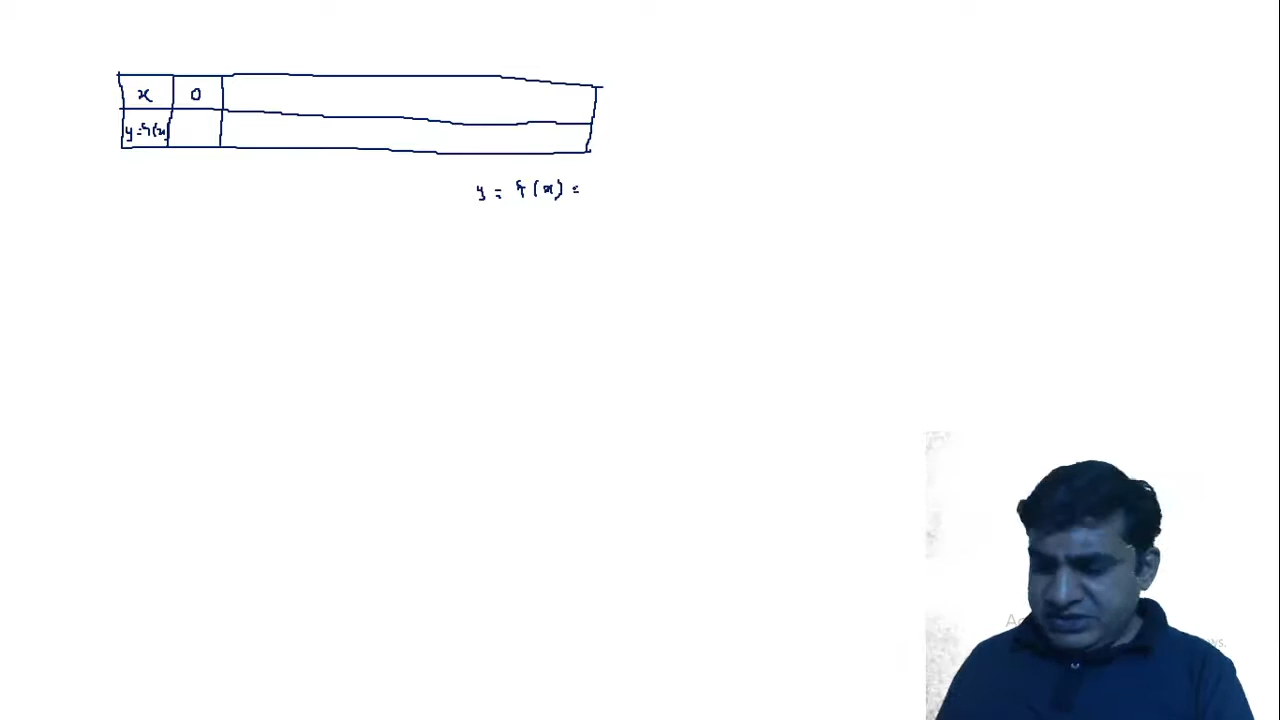 x 0
y = f(x)
y = f(x) =